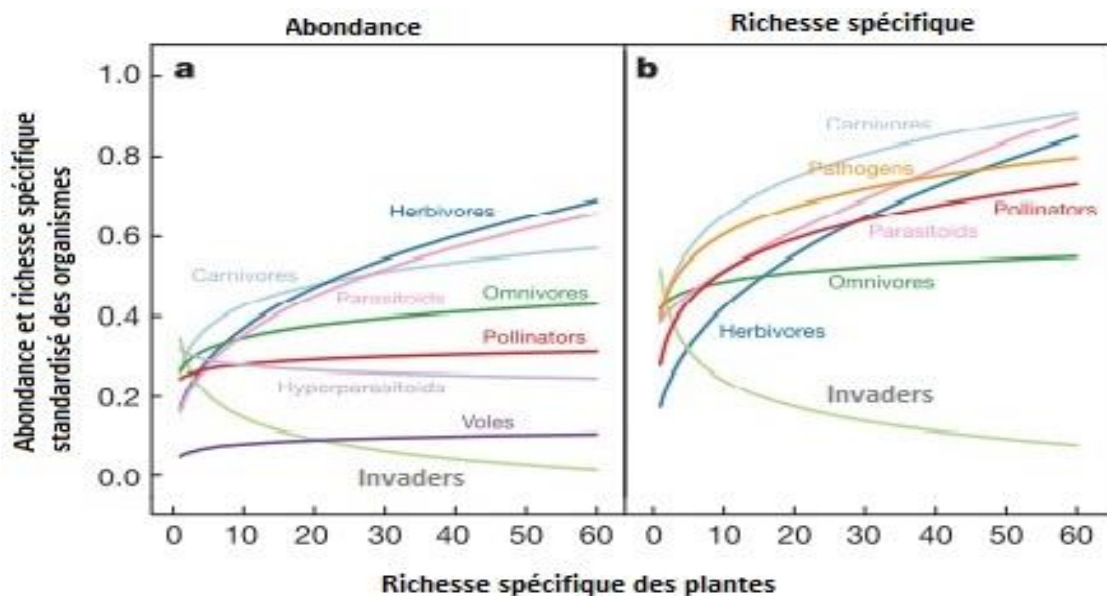 Abondance
Richesse spécifique
Abondance et richesse spécifique
standardisé des organismes
a
1.0
0.8
0.6
0.4
0.2
0.0
Herbivores
Carnivores
Parasitoids
Omnivores
Pollinators
Hyperparsaitoids
Voles
Invaders
0 10 20 30 40 50 60
b
Carnivores
Pathogens
Pollinators
Parasitoids
Omnivores
Herbivores
Invaders
0 10 20 30 40 50 60
Richesse spécifique des plantes